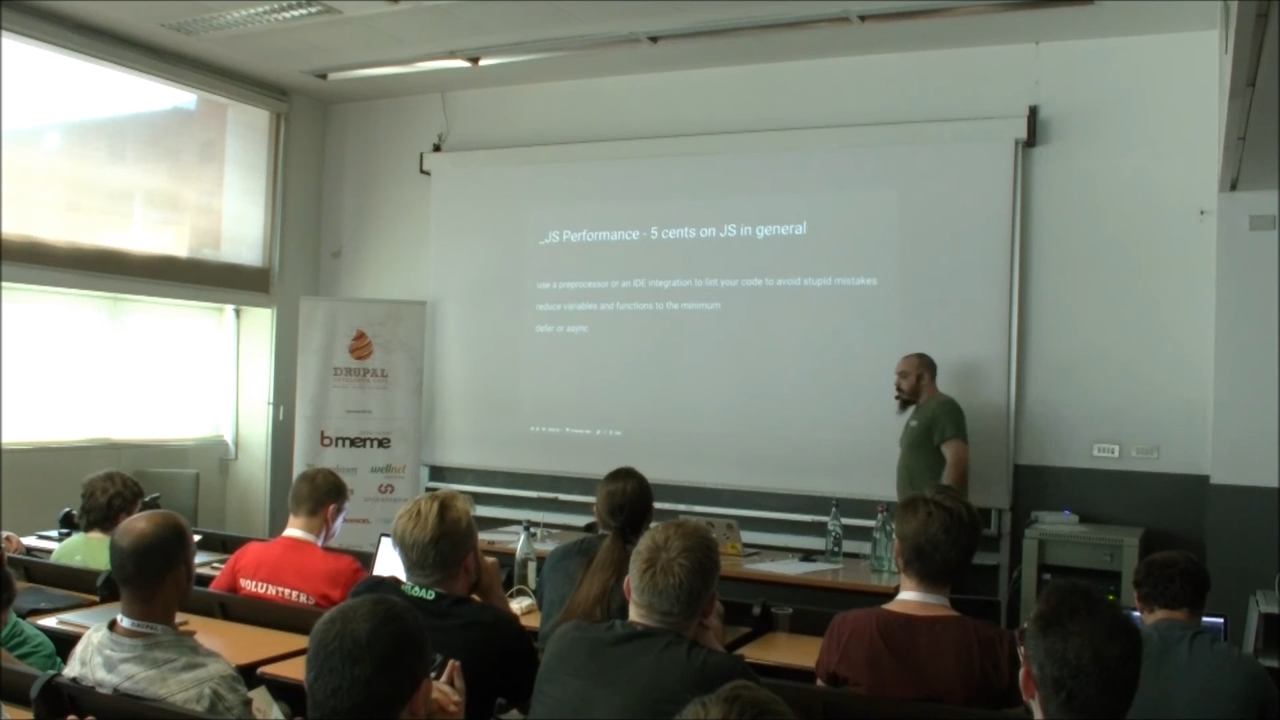 _JS Performance - 5 cents on JS in general
use a preprocessor or an IDE integration to lint your code to avoid stupid mistakes
reduce variables and functions to the minimum
defer or async
DRUPAL
bmeme
wellnet
VOLUNTEERS
LOAD